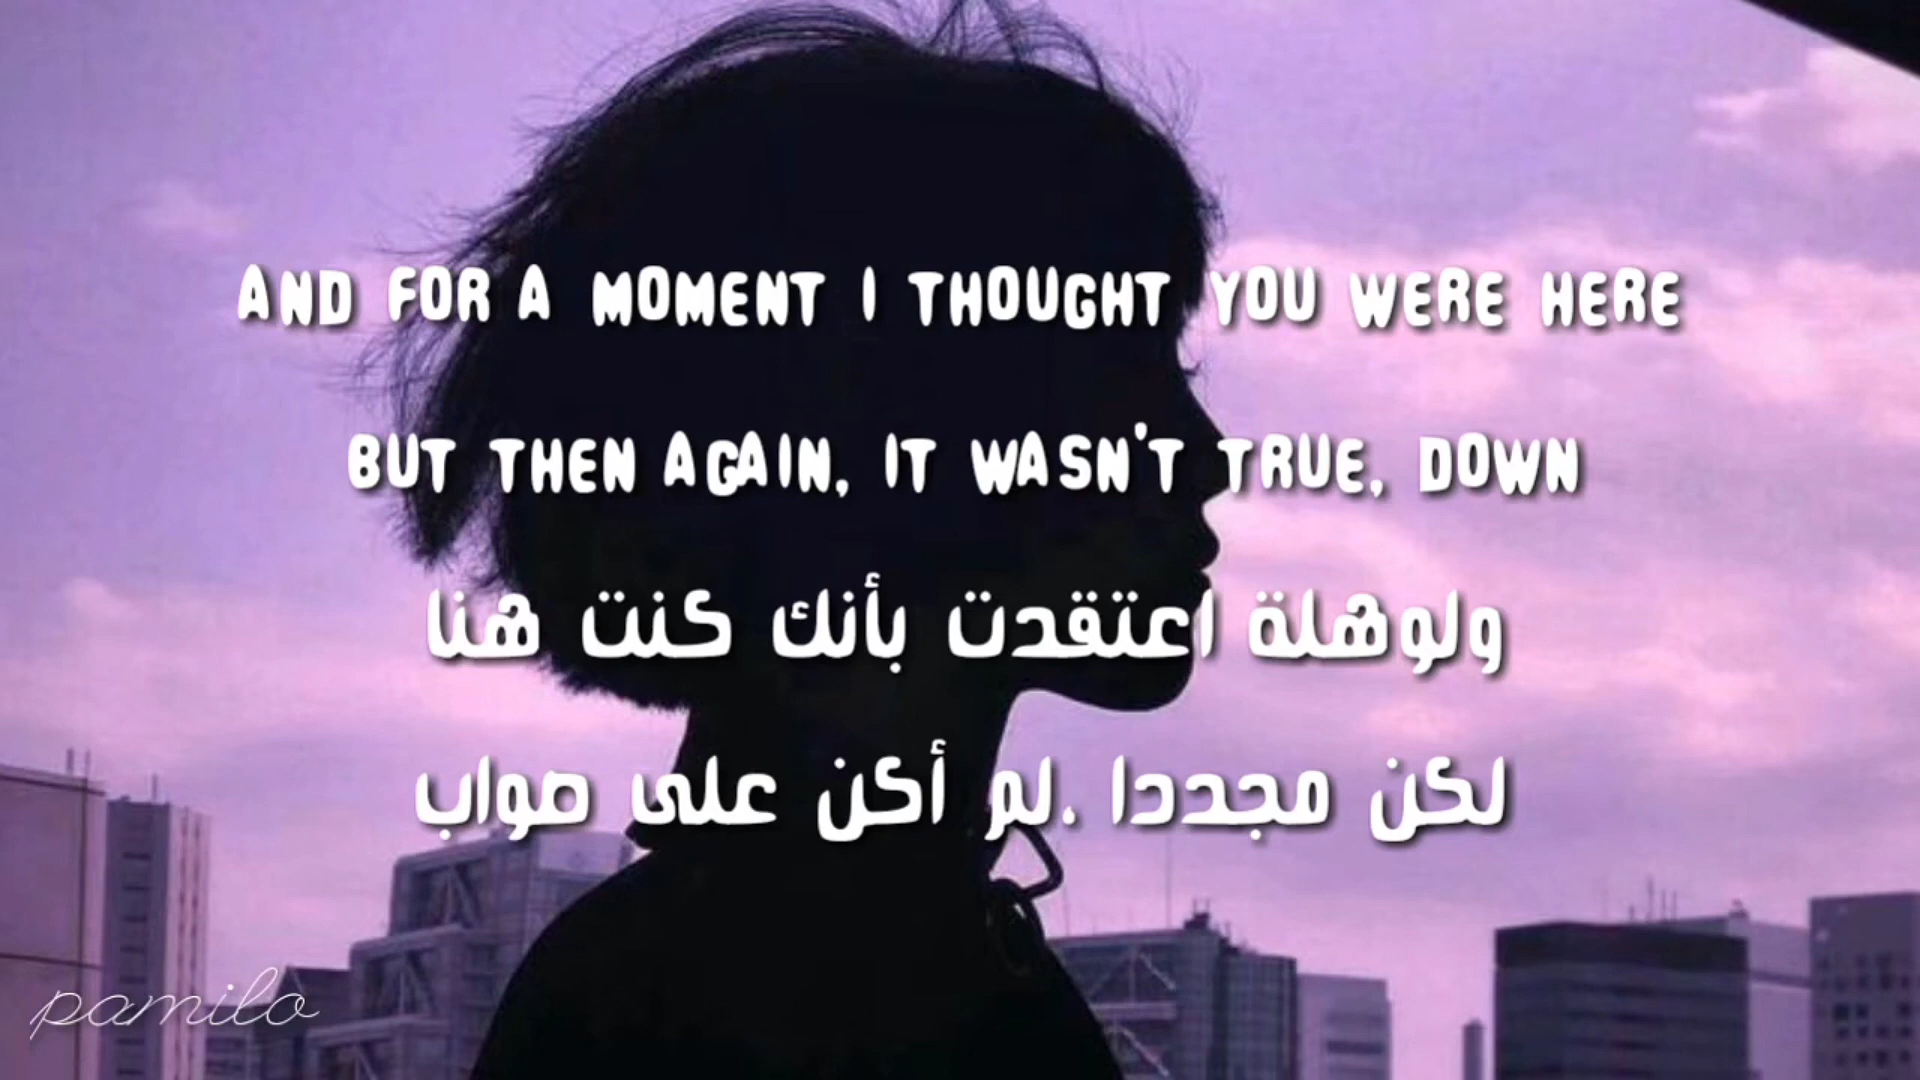 AND FOR A MOMENT I THOUGHT YOU WERE HERE
BUT THEN AGAIN, IT WASN'T TRUE, DOWN
ولوهلة اعتقدت بأنك كنت هنا
لكن مجددا .لم أكن على صواب
pamilo